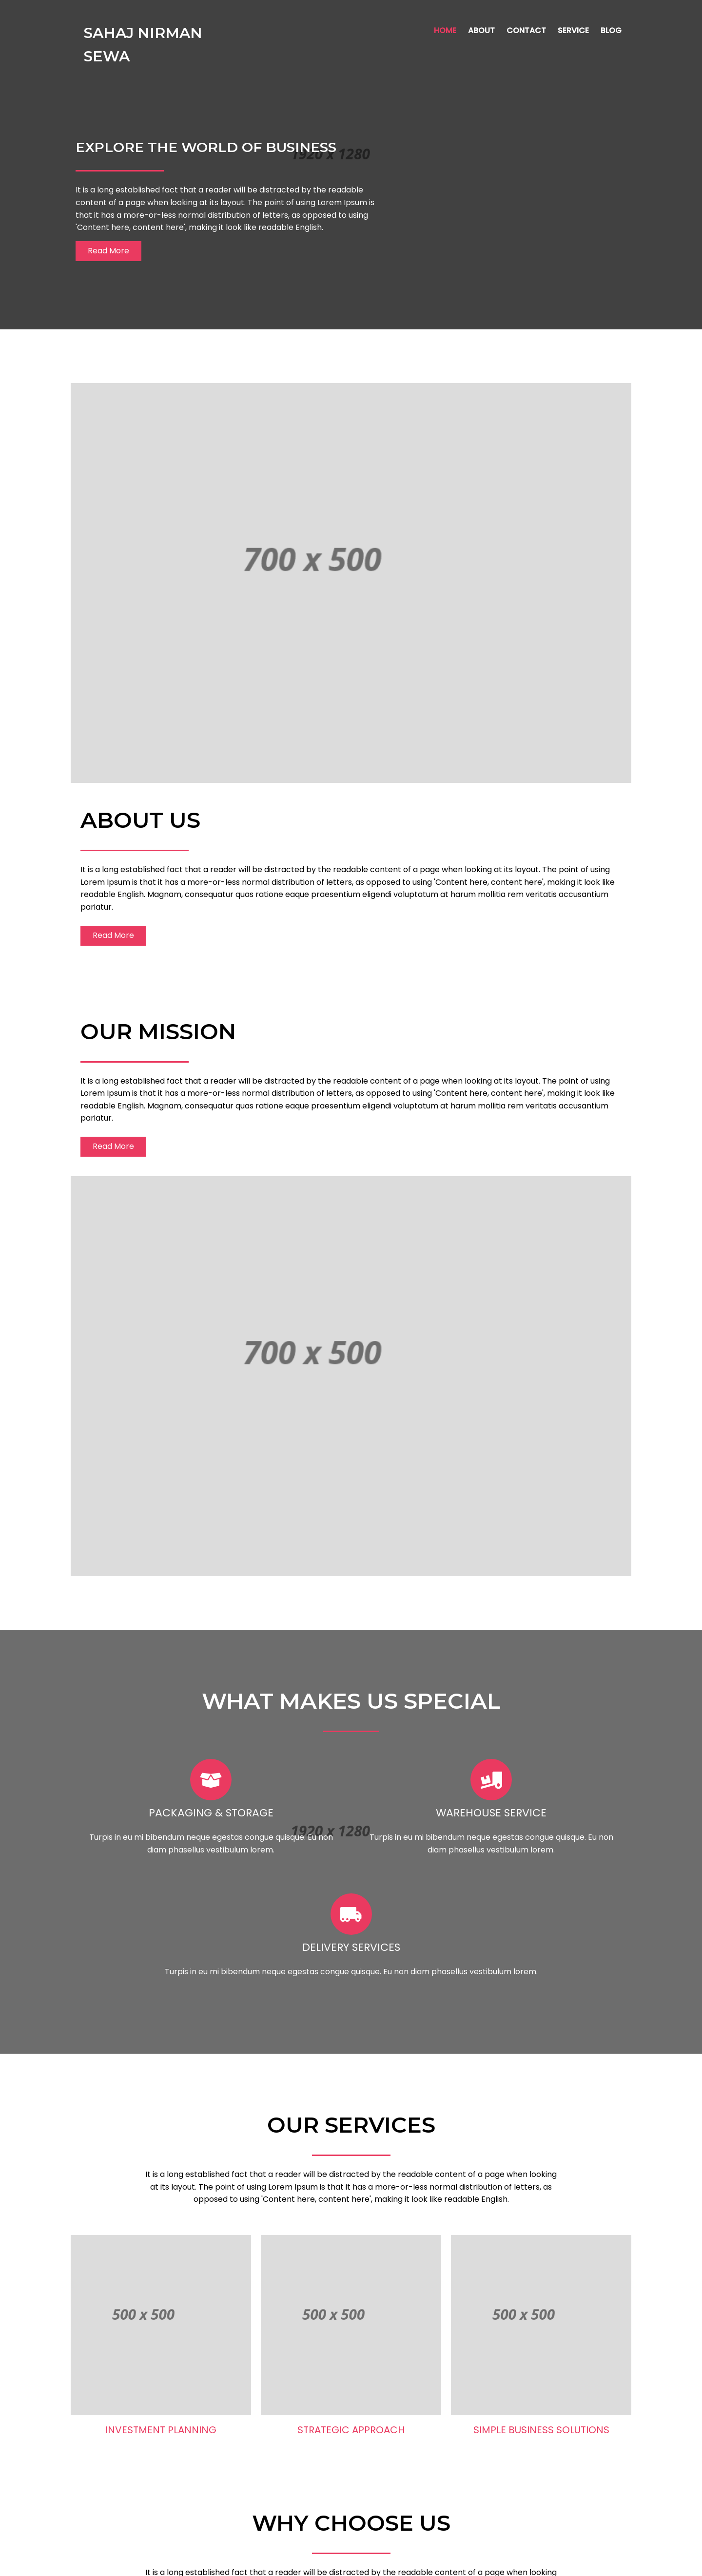 SAHAJ NIRMAN
SEWA
HOME ABOUT CONTACT SERVICE BLOG
EXPLORE THE WORLD OF BUSINESS
1920 x 1280
It is a long established fact that a reader will be distracted by the readable
content of a page when looking at its layout. The point of using Lorem Ipsum is
that it has a more-or-less normal distribution of letters, as opposed to using
'Content here, content here', making it look like readable English.
Read More
700 x 500
ABOUT US
It is a long established fact that a reader will be distracted by the readable content of a page when looking at its layout. The point of using
Lorem Ipsum is that it has a more-or-less normal distribution of letters, as opposed to using 'Content here, content here', making it look like
readable English. Magnam, consequatur quas ratione eaque praesentium eligendi voluptatum at harum mollitia rem veritatis accusantium
pariatur.
Read More
OUR MISSION
It is a long established fact that a reader will be distracted by the readable content of a page when looking at its layout. The point of using
Lorem Ipsum is that it has a more-or-less normal distribution of letters, as opposed to using 'Content here, content here', making it look like
readable English. Magnam, consequatur quas ratione eaque praesentium eligendi voluptatum at harum mollitia rem veritatis accusantium
pariatur.
Read More
700 x 500
WHAT MAKES US SPECIAL
PACKAGING & STORAGE
Turpis in eu mi bibendum neque egestas congue quisque. Eu non
diam phasellus vestibulum lorem.
WAREHOUSE SERVICE
Turpis in eu mi bibendum neque egestas congue quisque. Eu non
diam phasellus vestibulum lorem.
1920 x 1280
DELIVERY SERVICES
Turpis in eu mi bibendum neque egestas congue quisque. Eu non diam phasellus vestibulum lorem.
OUR SERVICES
It is a long established fact that a reader will be distracted by the readable content of a page when looking
at its layout. The point of using Lorem Ipsum is that it has a more-or-less normal distribution of letters, as
opposed to using 'Content here, content here', making it look like readable English.
500 x 500 500 x 500 500 x 500
INVESTMENT PLANNING STRATEGIC APPROACH SIMPLE BUSINESS SOLUTIONS
WHY CHOOSE US
It is a long established fact that a reader will be distracted by the readable content of a page when looking